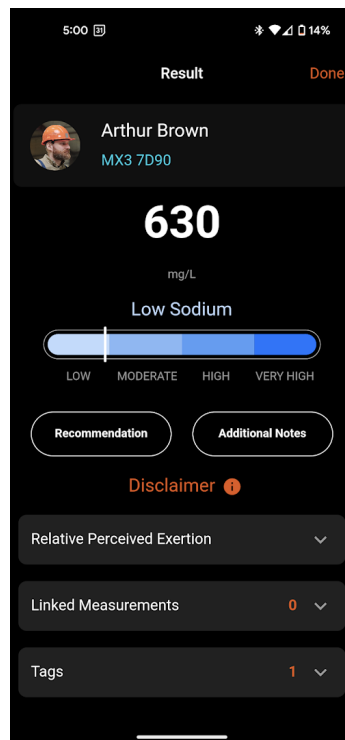 5:00 31 14%
Result Done
Arthur Brown
MX3 7D90
630
mg/L
Low Sodium
LOW MODERATE HIGH VERY HIGH
Recommendation Additional Notes
Disclaimer
Relative Perceived Exertion
Linked Measurements 0
Tags 1